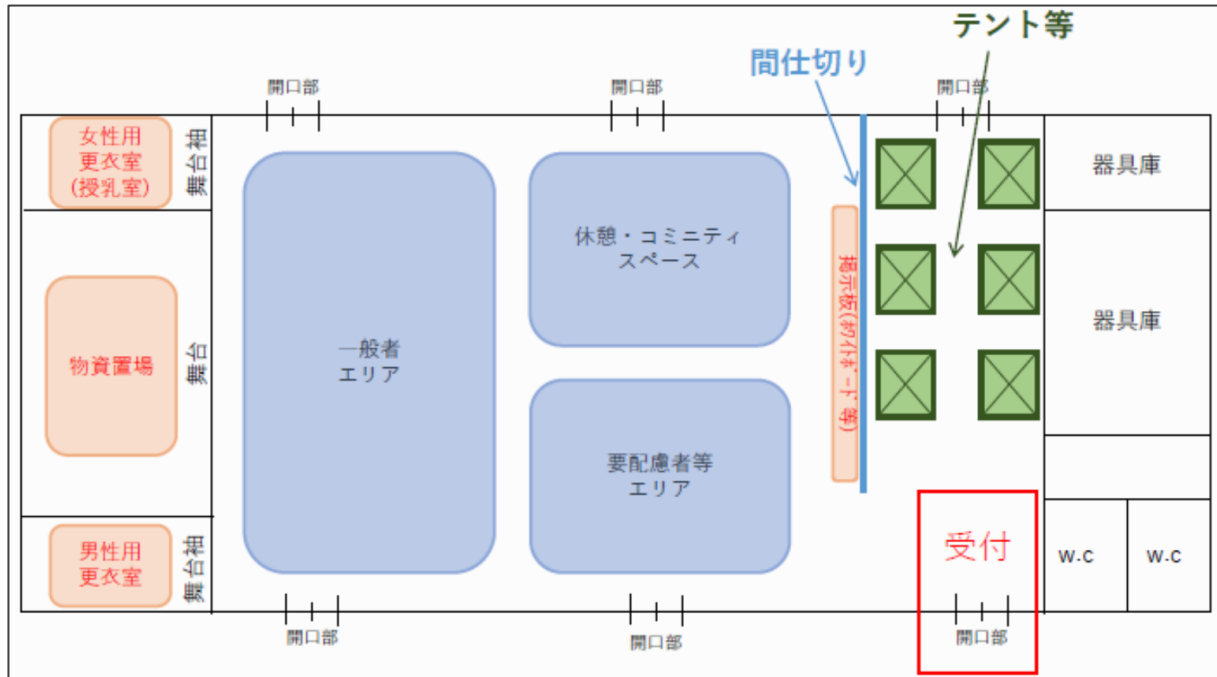 テント等
間仕切り
開口部
開口部
開口部
女性用
更衣室
(授乳室)
舞台袖
器具庫
休憩・コミニティ
スペース
掲示板(ﾎﾜｲﾄﾎﾞｰﾄﾞ等)
器具庫
一般者
エリア
物資置場
舞台
要配慮者等
エリア
男性用
更衣室
舞台袖
受付
w.c
w.c
開口部
開口部
開口部